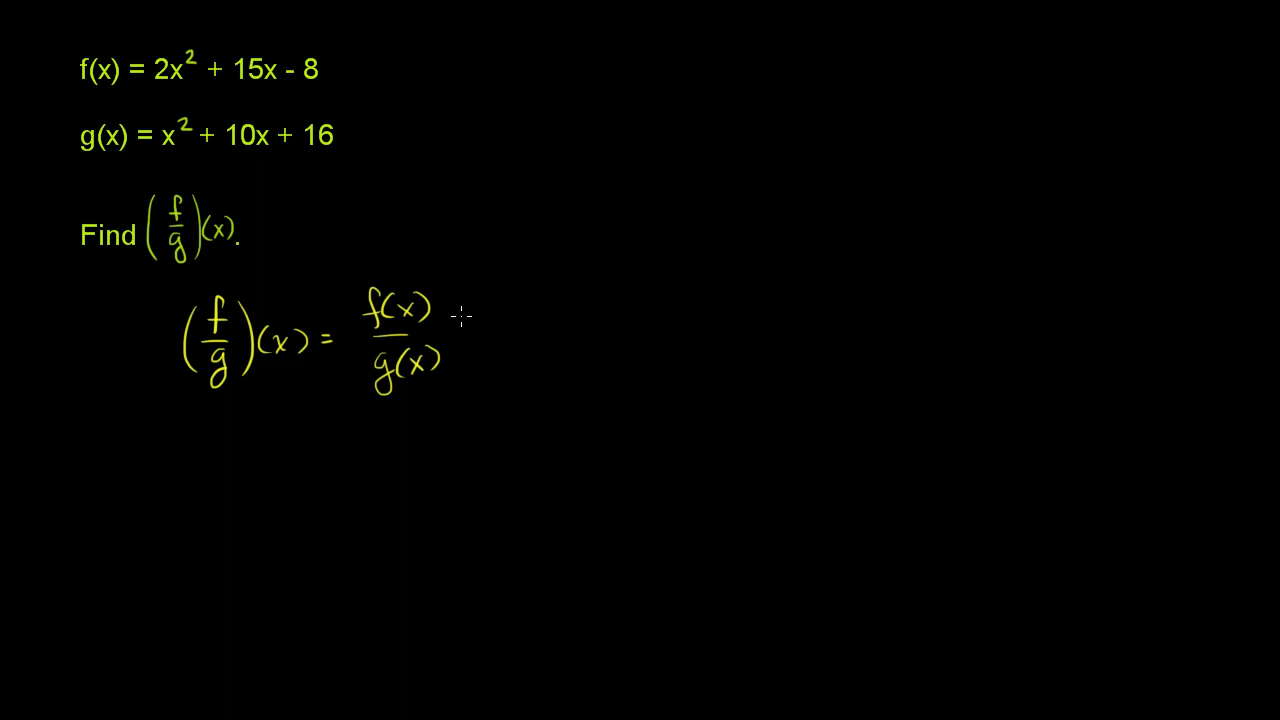 f(x) = 2x² + 15x - 8
g(x) = x² + 10x + 16
Find (f/g)(x).
(f/g)(x) = f(x)/g(x)